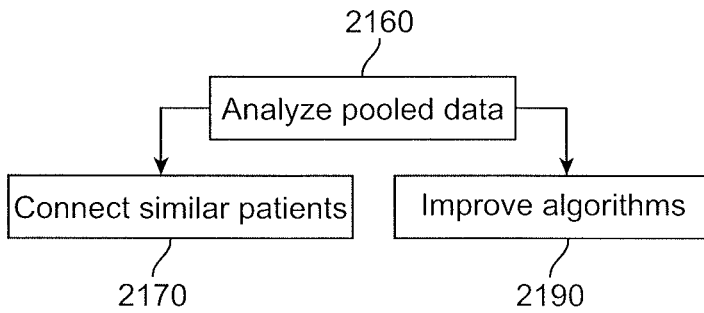 2160
Analyze pooled data
Connect similar patients
Improve algorithms
2170
2190